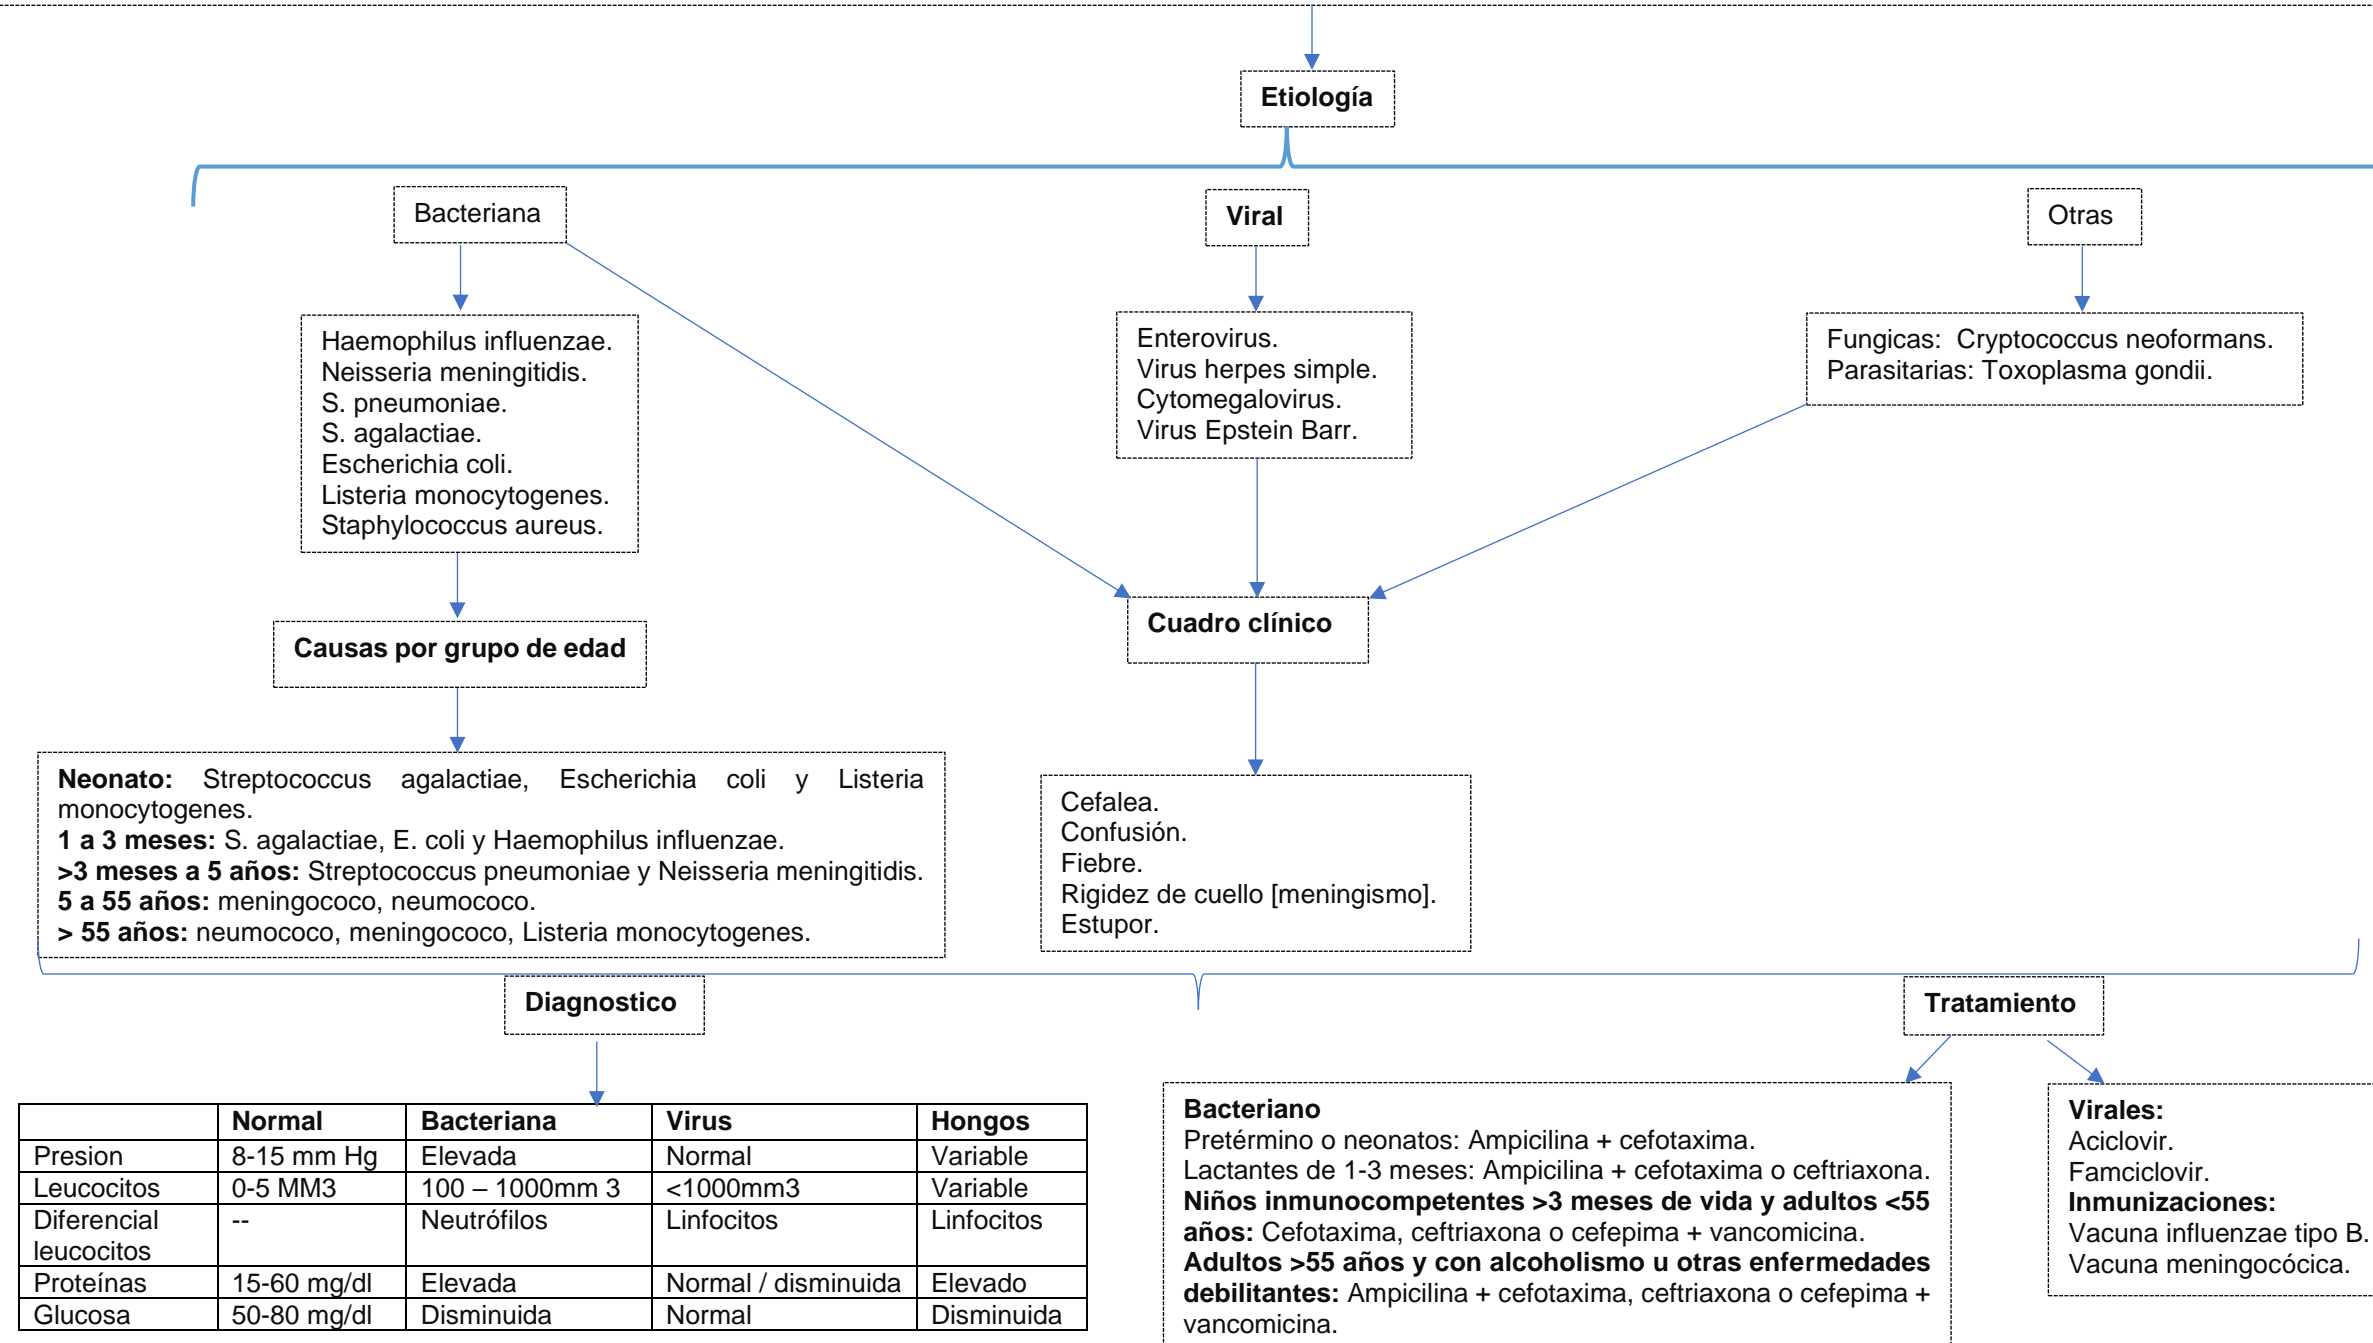 Etiología
Bacteriana
Viral
Otras
Haemophilus influenzae.
Neisseria meningitidis.
S. pneumoniae.
S. agalactiae.
Escherichia coli.
Listeria monocytogenes.
Staphylococcus aureus.
Enterovirus.
Virus herpes simple.
Cytomegalovirus.
Virus Epstein Barr.
Fungicas: Cryptococcus neoformans.
Parasitarias: Toxoplasma gondii.
Causas por grupo de edad
Cuadro clínico
Neonato: Streptococcus agalactiae, Escherichia coli y Listeria
monocytogenes.
1 a 3 meses: S. agalactiae, E. coli y Haemophilus influenzae.
>3 meses a 5 años: Streptococcus pneumoniae y Neisseria meningitidis.
5 a 55 años: meningococo, neumococo.
> 55 años: neumococo, meningococo, Listeria monocytogenes.
Cefalea.
Confusión.
Fiebre.
Rigidez de cuello [meningismo].
Estupor.
Diagnostico
Tratamiento
Normal Bacteriana Virus Hongos
Presion 8-15 mm Hg Elevada Normal Variable
Leucocitos 0-5 MM3 100 – 1000mm 3 <1000mm3 Variable
Diferencial -- Neutrófilos Linfocitos Linfocitos
leucocitos
Proteínas 15-60 mg/dl Elevada Normal / disminuida Elevado
Glucosa 50-80 mg/dl Disminuida Normal Disminuida
Bacteriano
Pretérmino o neonatos: Ampicilina + cefotaxima.
Lactantes de 1-3 meses: Ampicilina + cefotaxima o ceftriaxona.
Niños inmunocompetentes >3 meses de vida y adultos <55
años: Cefotaxima, ceftriaxona o cefepima + vancomicina.
Adultos >55 años y con alcoholismo u otras enfermedades
debilitantes: Ampicilina + cefotaxima, ceftriaxona o cefepima +
vancomicina.
Virales:
Aciclovir.
Famciclovir.
Inmunizaciones:
Vacuna influenzae tipo B.
Vacuna meningocócica.